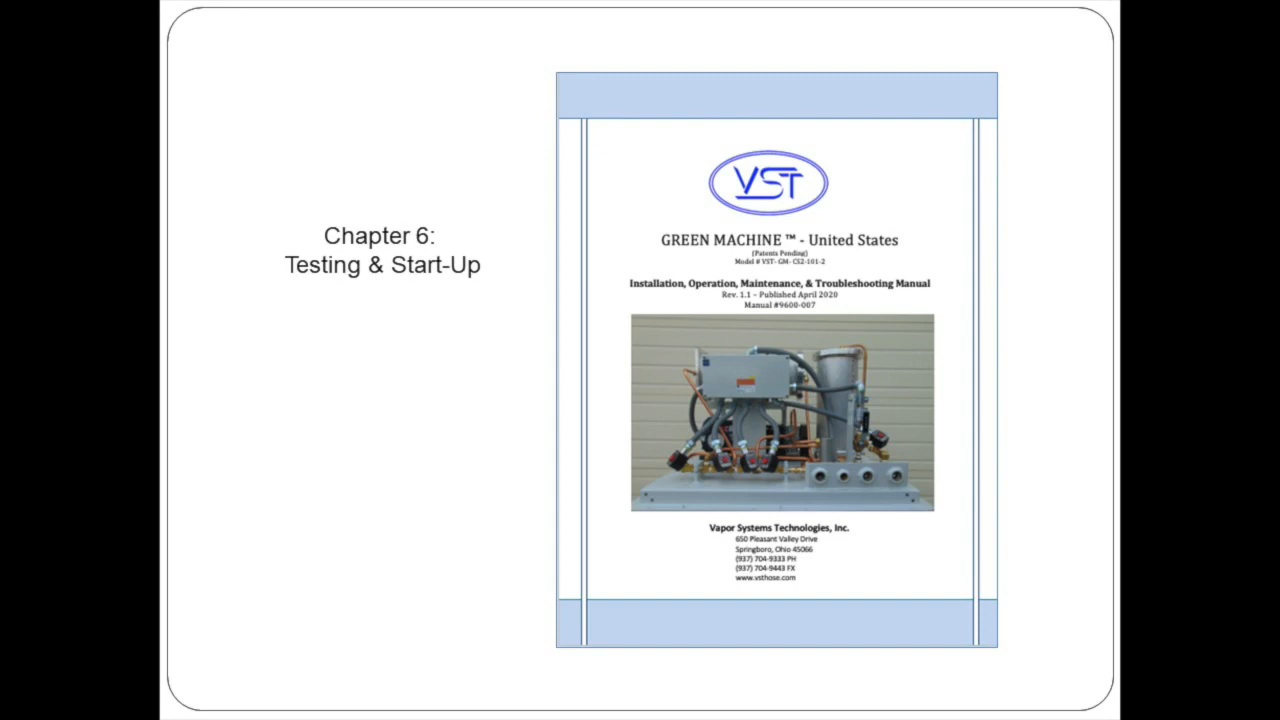 Chapter 6:
Testing & Start-Up
VST
GREEN MACHINE ™ - United States
(Patents Pending)
Model # VST- GM- CS2-101-2
Installation, Operation, Maintenance, & Troubleshooting Manual
Rev. 1.1 – Published April 2020
Manual #9600-007
Vapor Systems Technologies, Inc.
650 Pleasant Valley Drive
Springboro, Ohio 45066
(937) 704-9333 PH
(937) 704-9443 FX
www.vsthose.com